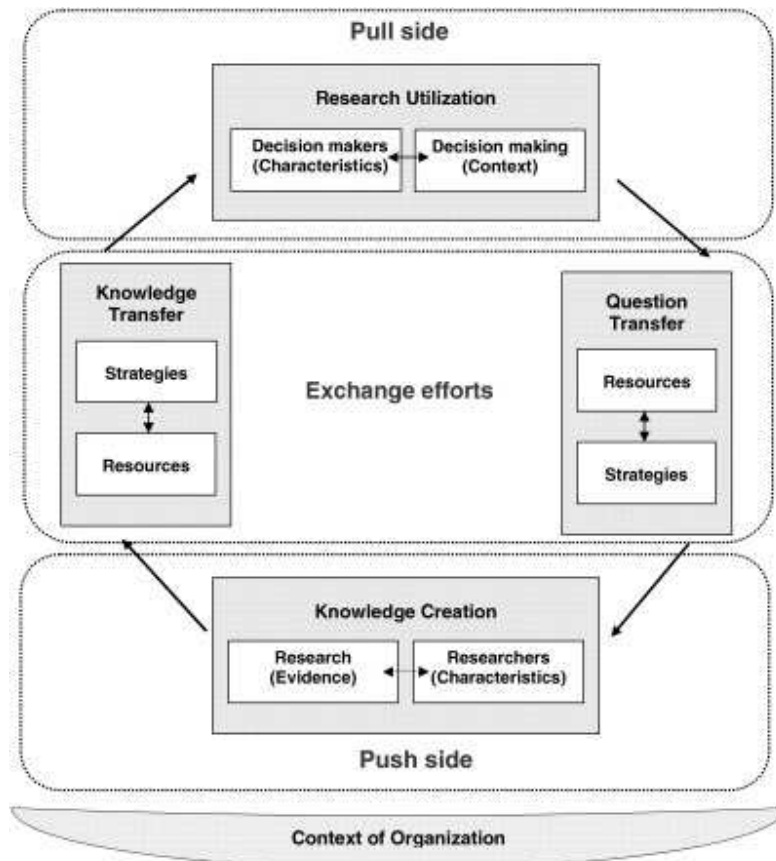 Pull side
Research Utilization
Decision makers
(Characteristics)
Decision making
(Context)
Knowledge
Transfer
Strategies
Resources
Exchange efforts
Question
Transfer
Resources
Strategies
Knowledge Creation
Research
(Evidence)
Researchers
(Characteristics)
Push side
Context of Organization